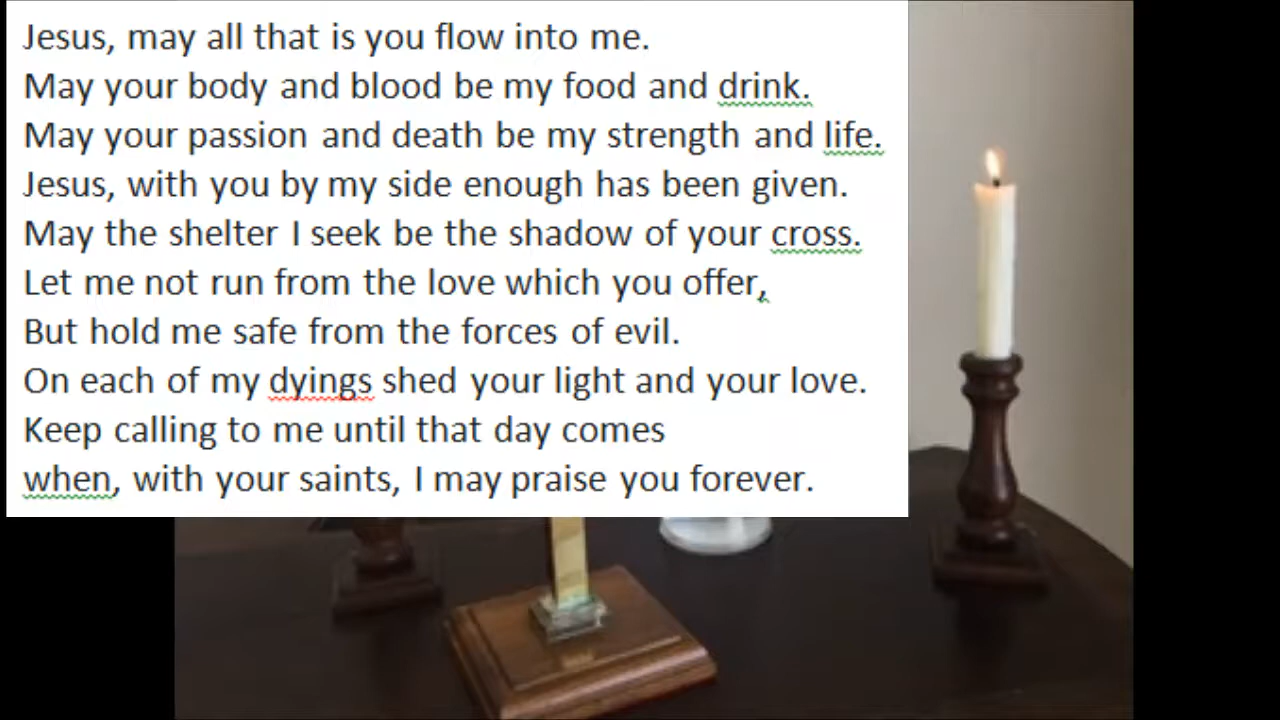 Jesus, may all that is you flow into me.
May your body and blood be my food and drink.
May your passion and death be my strength and life.
Jesus, with you by my side enough has been given.
May the shelter I seek be the shadow of your cross.
Let me not run from the love which you offer,
But hold me safe from the forces of evil.
On each of my dyings shed your light and your love.
Keep calling to me until that day comes
when, with your saints, I may praise you forever.